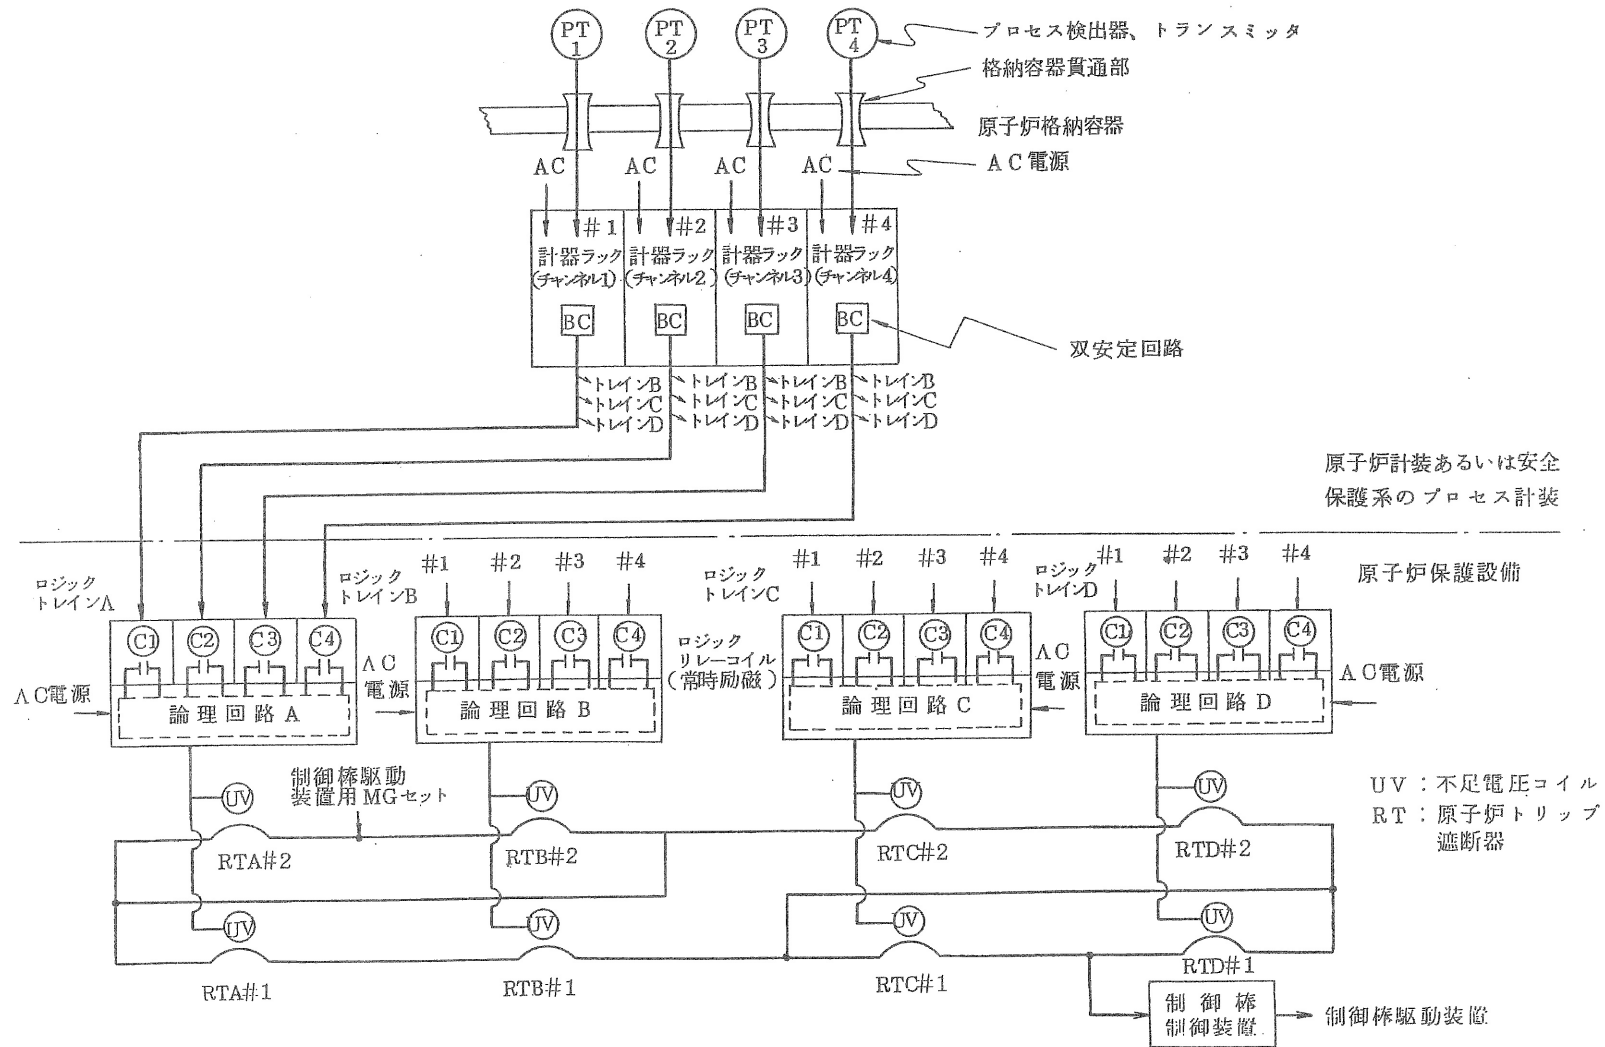 PT
1
PT
2
PT
3
PT
4
プロセス検出器、トランスミッタ
格納容器貫通部
原子炉格納容器
AC
AC
AC
AC
AC電源
#1
#2
#3
#4
計器ラック
(チャンネル1)
計器ラック
(チャンネル2)
計器ラック
(チャンネル3)
計器ラック
(チャンネル4)
BC
BC
BC
BC
双安定回路
トレインB
トレインC
トレインD
トレインB
トレインC
トレインD
トレインB
トレインC
トレインD
トレインB
トレインC
トレインD
原子炉計装あるいは安全
保護系のプロセス計装
原子炉保護設備
ロジック
トレインA
C1
C2
C3
C4
AC電源
論理回路A
ロジック
トレインB
#1
#2
#3
#4
C1
C2
C3
C4
AC
電源
論理回路B
ロジック
リレーコイル
(常時励磁)
ロジック
トレインC
#1
#2
#3
#4
C1
C2
C3
C4
AC
電源
論理回路C
ロジック
トレインD
#1
#2
#3
#4
C1
C2
C3
C4
AC電源
論理回路D
制御棒駆動
装置用MGセット
UV
UV
UV
UV
RTA#2
RTB#2
RTC#2
RTD#2
UV:不足電圧コイル
RT:原子炉トリップ
遮断器
UV
UV
UV
UV
RTA#1
RTB#1
RTC#1
RTD#1
制御棒
制御装置
制御棒駆動装置